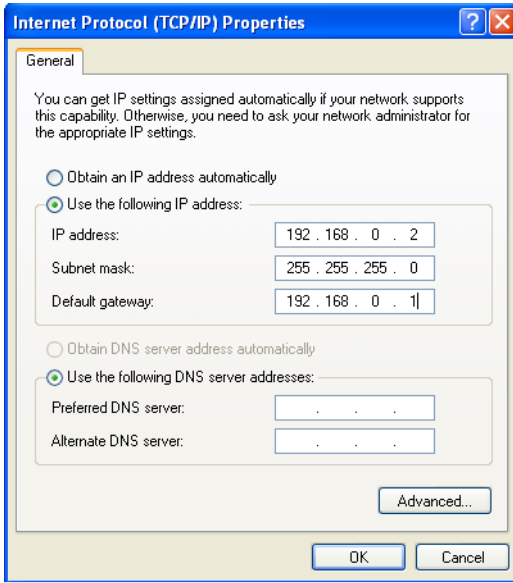 Internet Protocol (TCP/IP) Properties
General
You can get IP settings assigned automatically if your network supports
this capability. Otherwise, you need to ask your network administrator for
the appropriate IP settings.
Obtain an IP address automatically
Use the following IP address:
IP address: 192 . 168 . 0 . 2
Subnet mask: 255 . 255 . 255 . 0
Default gateway: 192 . 168 . 0 . 1
Obtain DNS server address automatically
Use the following DNS server addresses:
Preferred DNS server: . . .
Alternate DNS server: . . .
Advanced...
OK Cancel